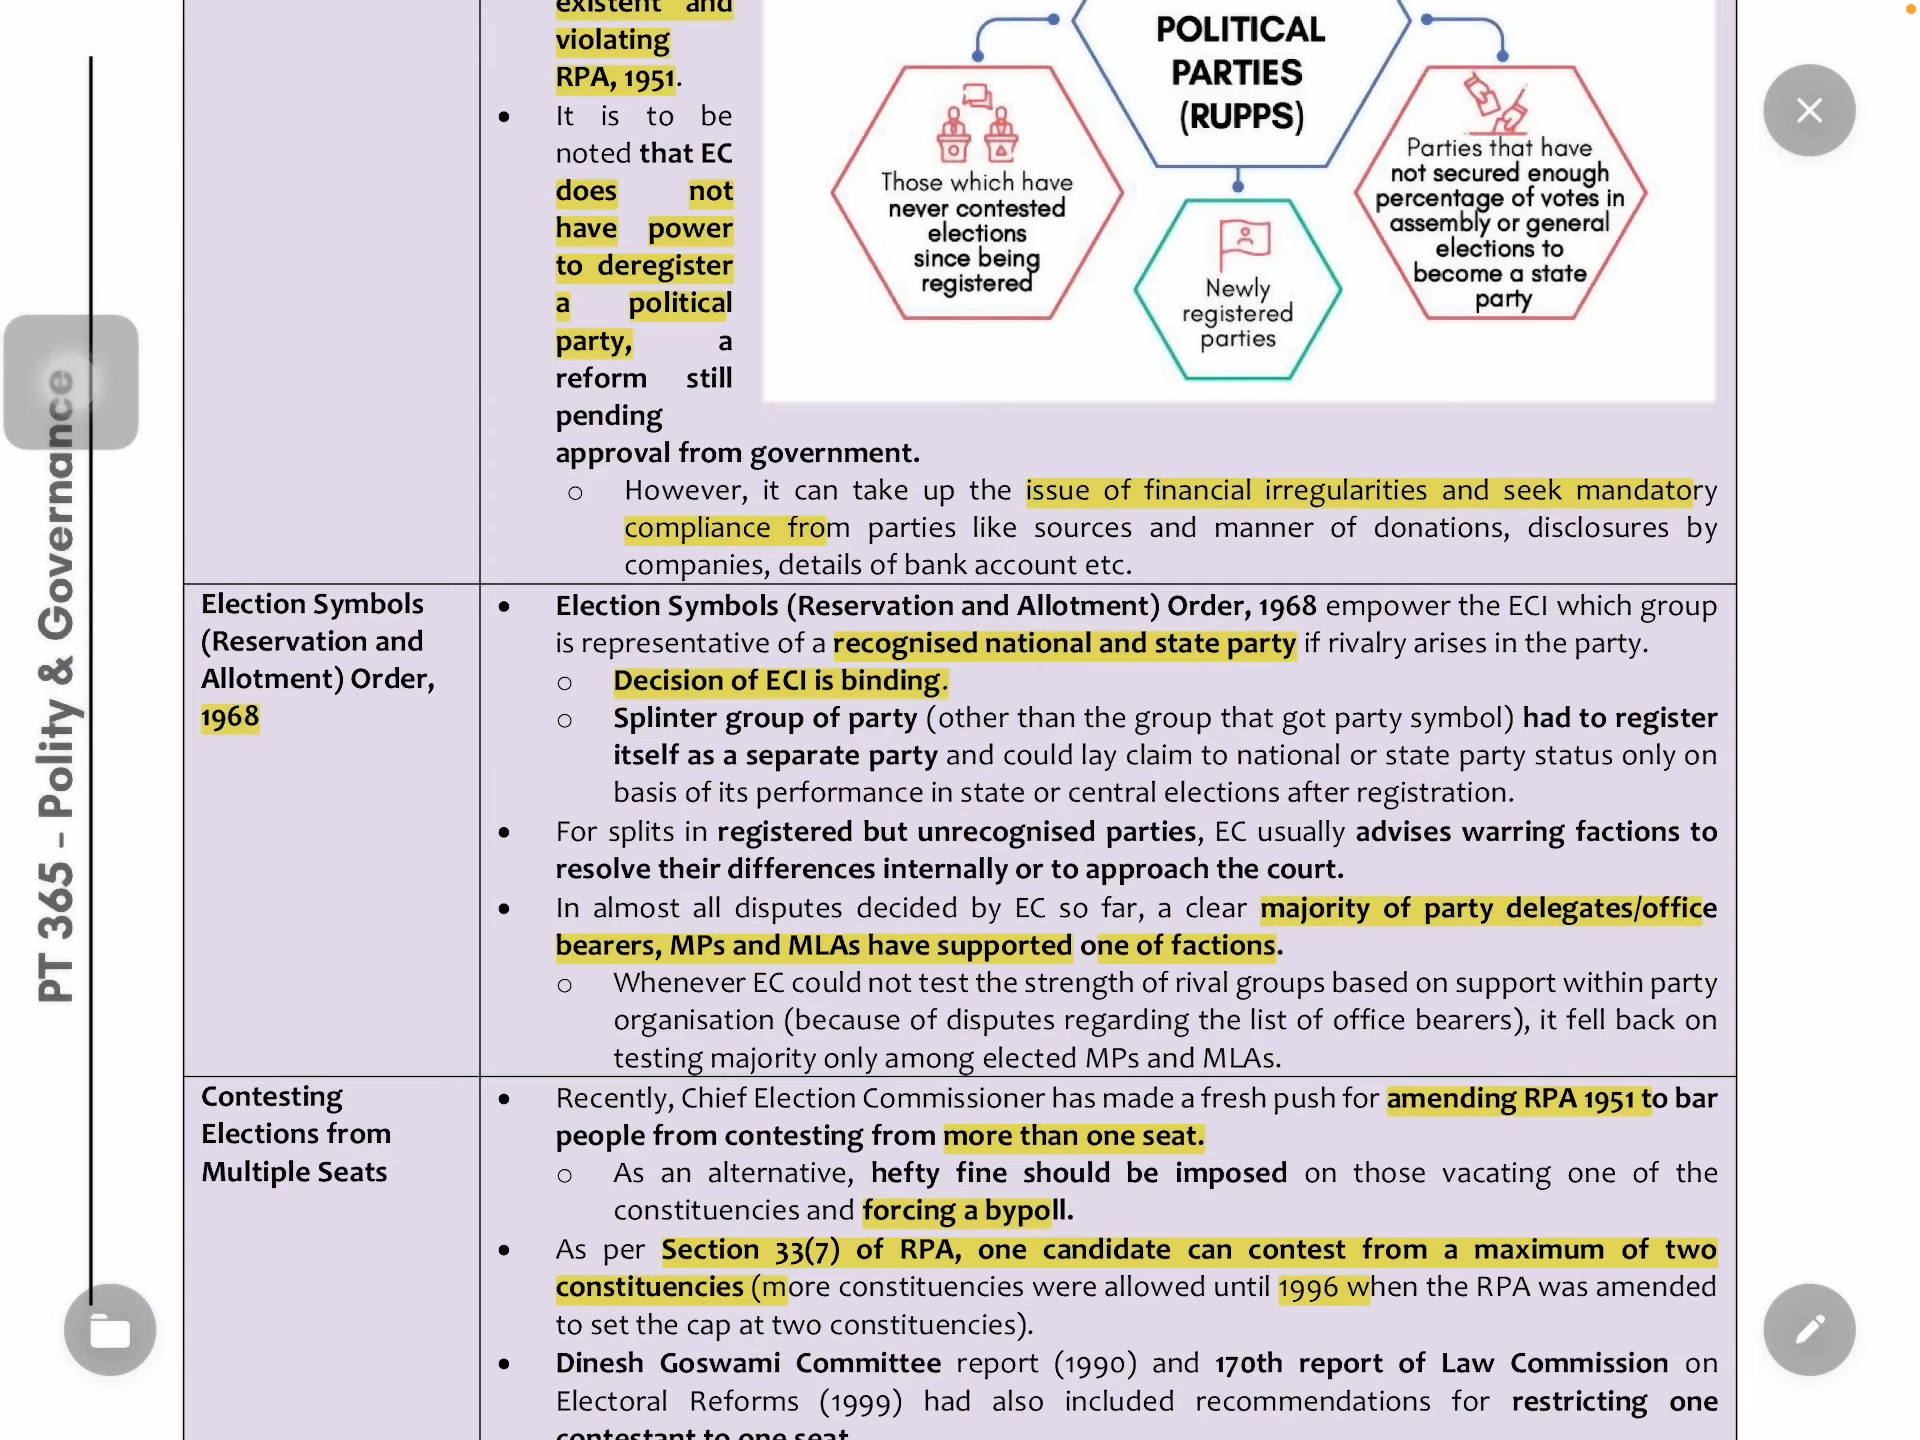 existent and
violating
RPA, 1951.
• It is to be
noted that EC
does not
have power
to deregister
a political
party, a
reform still
pending
approval from government.
POLITICAL
PARTIES
(RUPPS)
Those which have
never contested
elections
since being
registered
Newly
registered
parties
Parties that have
not secured enough
percentage of votes in
assembly or general
elections to
become a state
party
o However, it can take up the issue of financial irregularities and seek mandatory
compliance from parties like sources and manner of donations, disclosures by
companies, details of bank account etc.
Election Symbols
(Reservation and
Allotment) Order,
1968
• Election Symbols (Reservation and Allotment) Order, 1968 empower the ECI which group
is representative of a recognised national and state party if rivalry arises in the party.
o Decision of ECI is binding.
o Splinter group of party (other than the group that got party symbol) had to register
itself as a separate party and could lay claim to national or state party status only on
basis of its performance in state or central elections after registration.
• For splits in registered but unrecognised parties, EC usually advises warring factions to
resolve their differences internally or to approach the court.
• In almost all disputes decided by EC so far, a clear majority of party delegates/office
bearers, MPs and MLAs have supported one of factions.
o Whenever EC could not test the strength of rival groups based on support within party
organisation (because of disputes regarding the list of office bearers), it fell back on
testing majority only among elected MPs and MLAs.
Contesting
Elections from
Multiple Seats
• Recently, Chief Election Commissioner has made a fresh push for amending RPA 1951 to bar
people from contesting from more than one seat.
o As an alternative, hefty fine should be imposed on those vacating one of the
constituencies and forcing a bypoll.
• As per Section 33(7) of RPA, one candidate can contest from a maximum of two
constituencies (more constituencies were allowed until 1996 when the RPA was amended
to set the cap at two constituencies).
• Dinesh Goswami Committee report (1990) and 170th report of Law Commission on
Electoral Reforms (1999) had also included recommendations for restricting one
contestant to one seat.
PT 365 - Polity & Governance